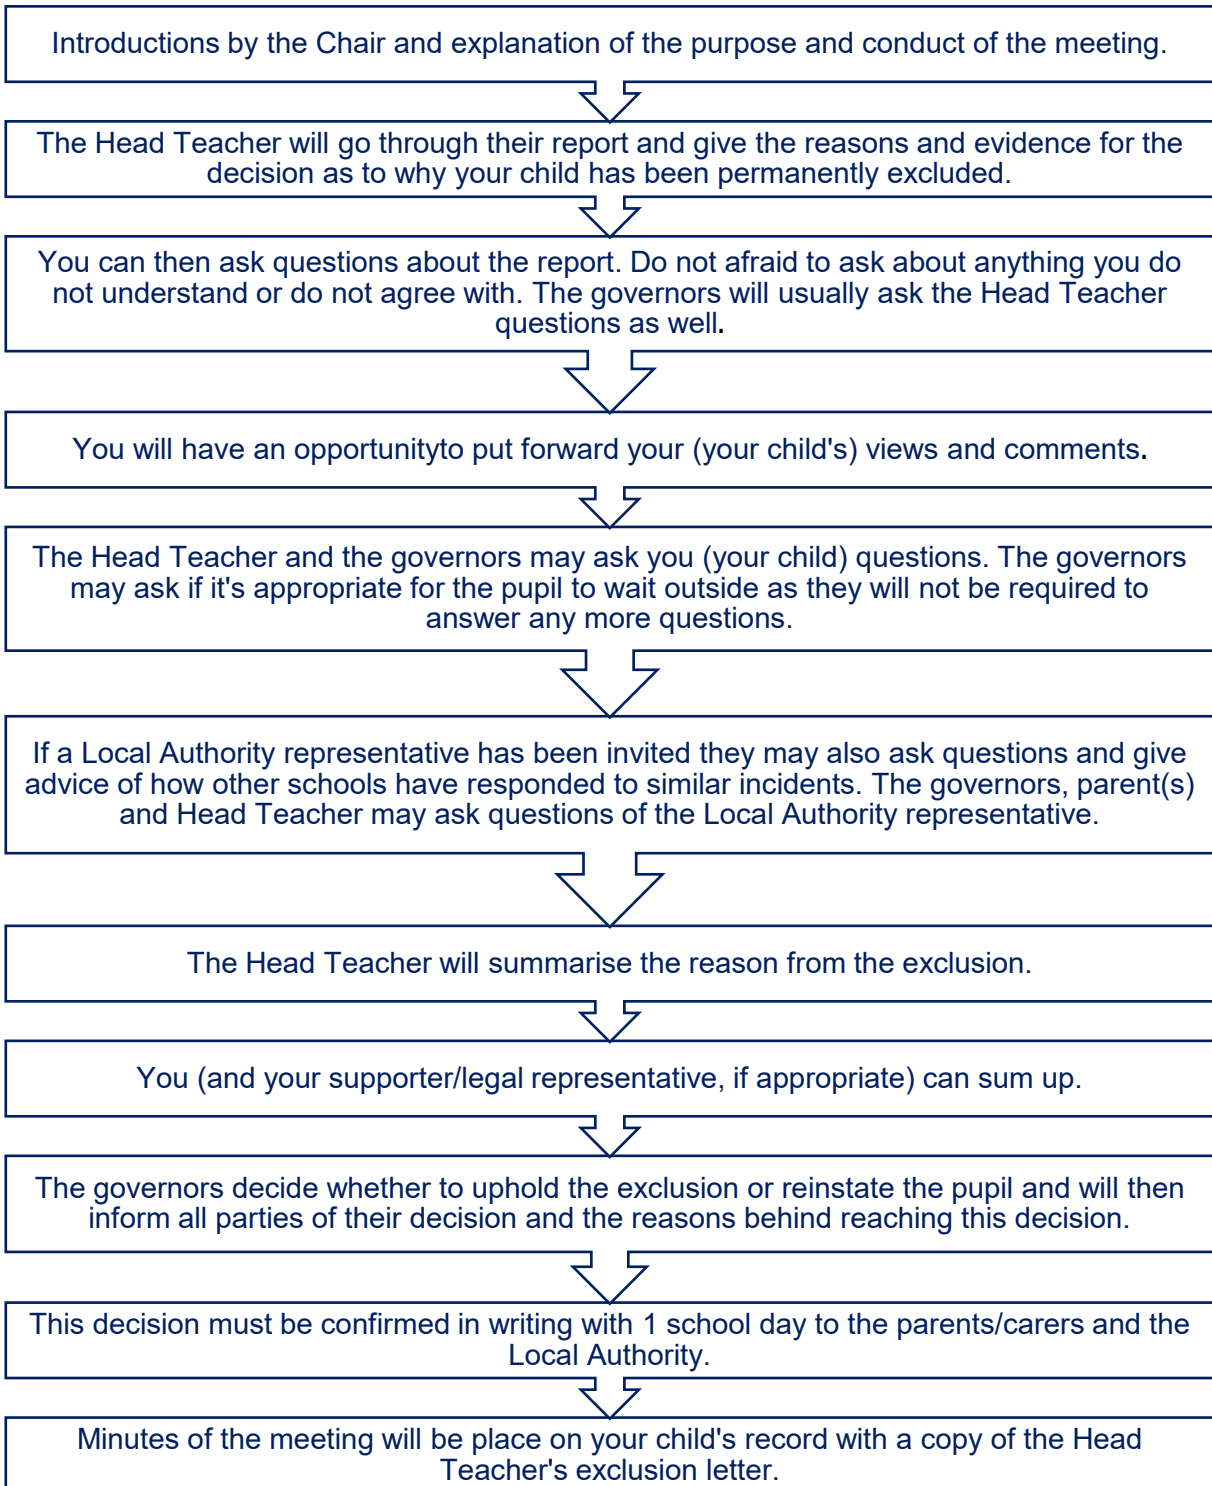 Introductions by the Chair and explanation of the purpose and conduct of the meeting.
The Head Teacher will go through their report and give the reasons and evidence for the
decision as to why your child has been permanently excluded.
You can then ask questions about the report. Do not afraid to ask about anything you do
not understand or do not agree with. The governors will usually ask the Head Teacher
questions as well.
You will have an opportunityto put forward your (your child's) views and comments.
The Head Teacher and the governors may ask you (your child) questions. The governors
may ask if it's appropriate for the pupil to wait outside as they will not be required to
answer any more questions.
If a Local Authority representative has been invited they may also ask questions and give
advice of how other schools have responded to similar incidents. The governors, parent(s)
and Head Teacher may ask questions of the Local Authority representative.
The Head Teacher will summarise the reason from the exclusion.
You (and your supporter/legal representative, if appropriate) can sum up.
The governors decide whether to uphold the exclusion or reinstate the pupil and will then
inform all parties of their decision and the reasons behind reaching this decision.
This decision must be confirmed in writing with 1 school day to the parents/carers and the
Local Authority.
Minutes of the meeting will be place on your child's record with a copy of the Head
Teacher's exclusion letter.